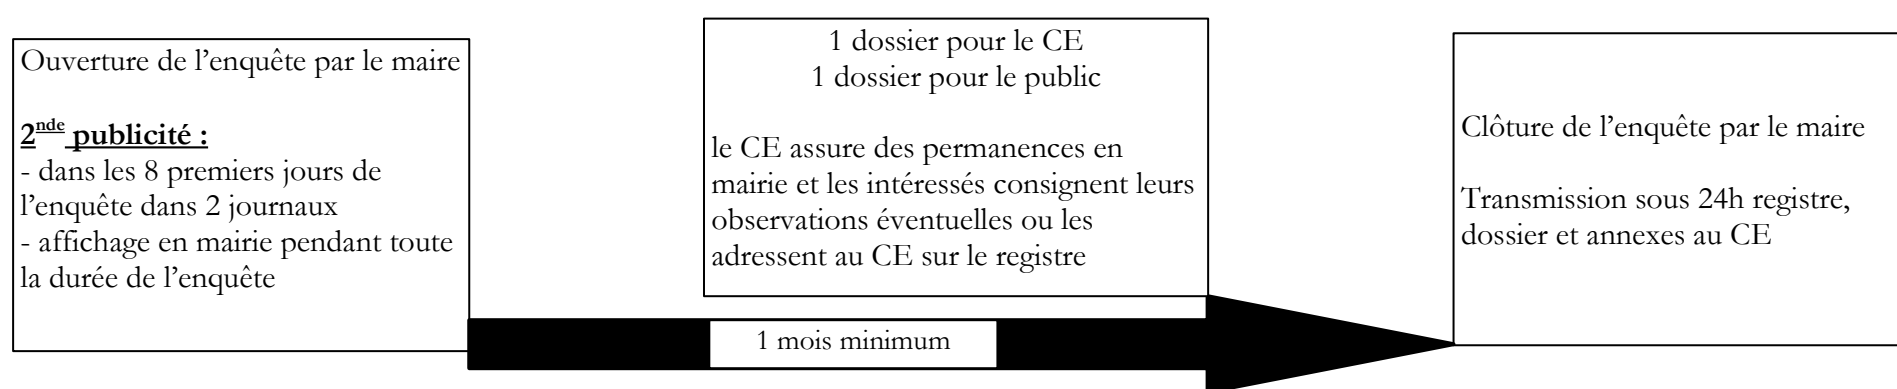 Ouverture de l’enquête par le maire
2nde publicité :
- dans les 8 premiers jours de
l’enquête dans 2 journaux
- affichage en mairie pendant toute
la durée de l’enquête
1 dossier pour le CE
1 dossier pour le public
le CE assure des permanences en
mairie et les intéressés consignent leurs
observations éventuelles ou les
adressent au CE sur le registre
1 mois minimum
Clôture de l’enquête par le maire
Transmission sous 24h registre,
dossier et annexes au CE